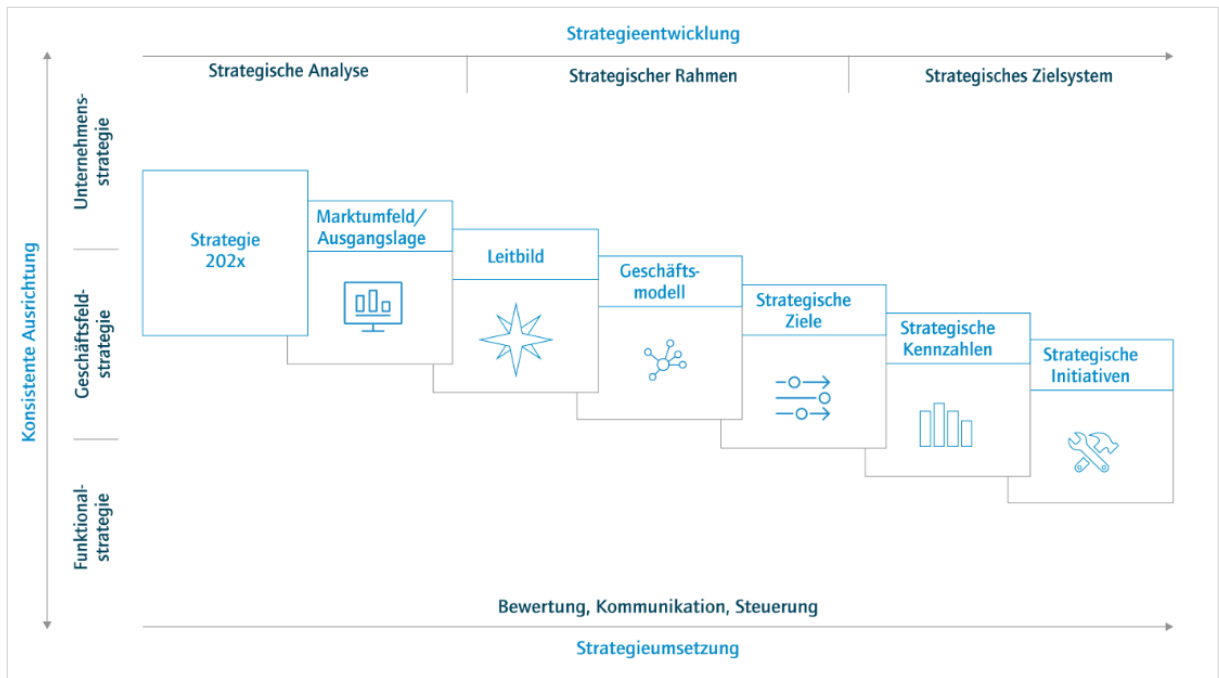 Strategieentwicklung
Strategische Analyse
Strategischer Rahmen
Strategisches Zielsystem
Konsistente Ausrichtung
Unternehmens-
strategie
Geschäftsfeld-
strategie
Funktional-
strategie
Strategie
202x
Marktumfeld/
Ausgangslage
Leitbild
Geschäfts-
modell
Strategische
Ziele
Strategische
Kennzahlen
Strategische
Initiativen
Bewertung, Kommunikation, Steuerung
Strategieumsetzung